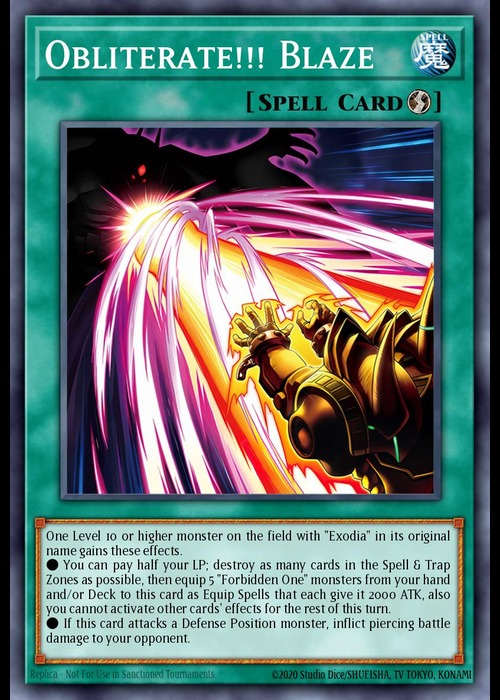 OBLITERATE!!! BLAZE
SPELL
魔
[SPELL CARD]
One Level 10 or higher monster on the field with "Exodia" in its original
name gains these effects.
● You can pay half your LP; destroy as many cards in the Spell & Trap
Zones as possible, then equip 5 "Forbidden One" monsters from your hand
and/or Deck to this card as Equip Spells that each give it 2000 ATK, also
you cannot activate other cards' effects for the rest of this turn.
● If this card attacks a Defense Position monster, inflict piercing battle
damage to your opponent.
Replica - Not For Use in Sanctioned Tournaments
©2020 Studio Dice/SHUEISHA, TV TOKYO, KONAMI